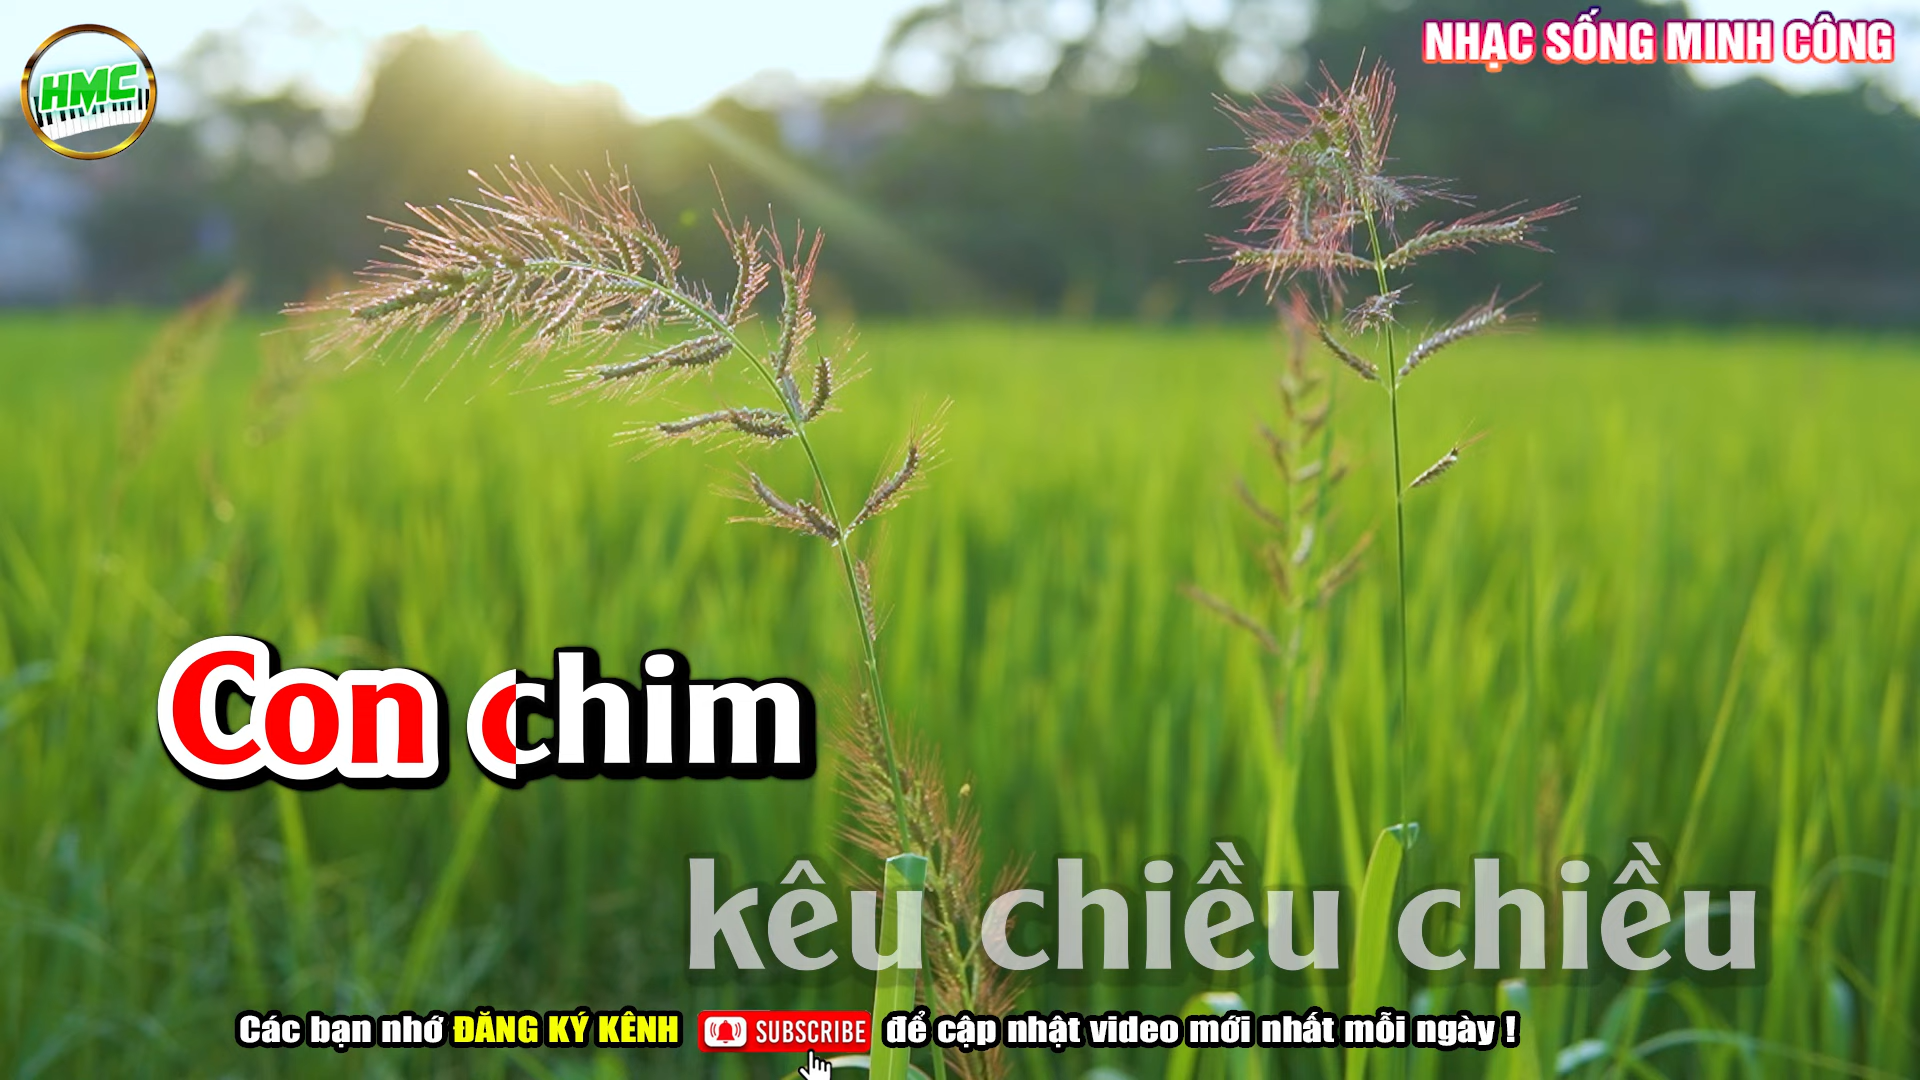 HMC
NHẠC SỐNG MINH CÔNG
Con chim
kêu chiều chiều
Các bạn nhớ ĐĂNG KÝ KÊNH SUBSCRIBE để cập nhật video mới nhất mỗi ngày !